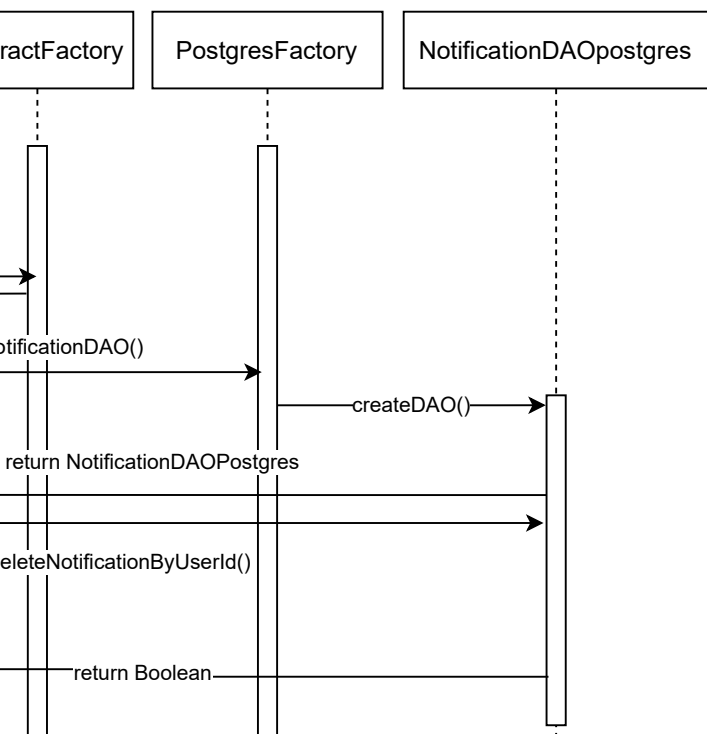 ractFactory
PostgresFactory
NotificationDAOpostgres
otificationDAO()
createDAO()
return NotificationDAOPostgres
eleteNotificationByUserId()
return Boolean